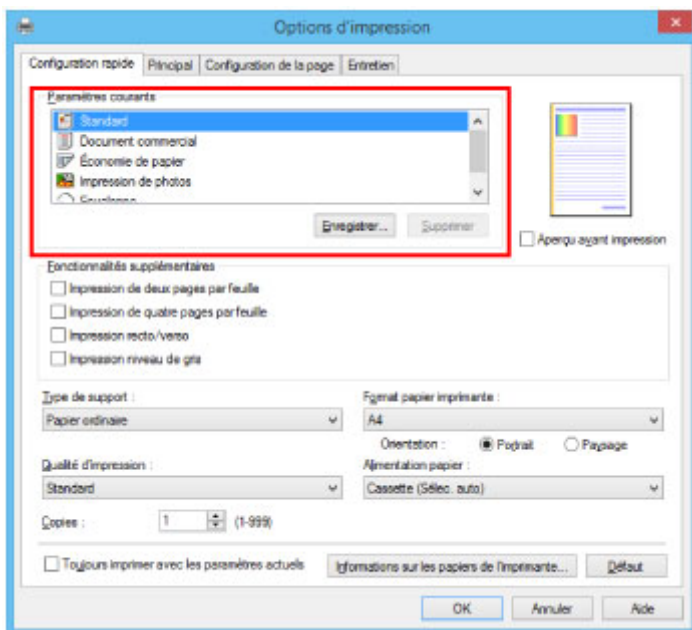 Options d'impression
Configuration rapide Principal Configuration de la page Entretien
Paramètres courants
Standard
Document commercial
Économie de papier
Impression de photos
Enveloppe
Enregistrer... Supprimer
Aperçu avant impression
Fonctionnalités supplémentaires
Impression de deux pages par feuille
Impression de quatre pages par feuille
Impression recto/verso
Impression niveau de gris
Type de support : Format papier imprimante :
Papier ordinaire A4
Orientation : Portrait Paysage
Qualité d'impression : Alimentation papier :
Standard Cassette (Sélec. auto)
Copies : 1 (1-999)
Toujours imprimer avec les paramètres actuels Informations sur les papiers de l'imprimante... Défaut
OK Annuler Aide